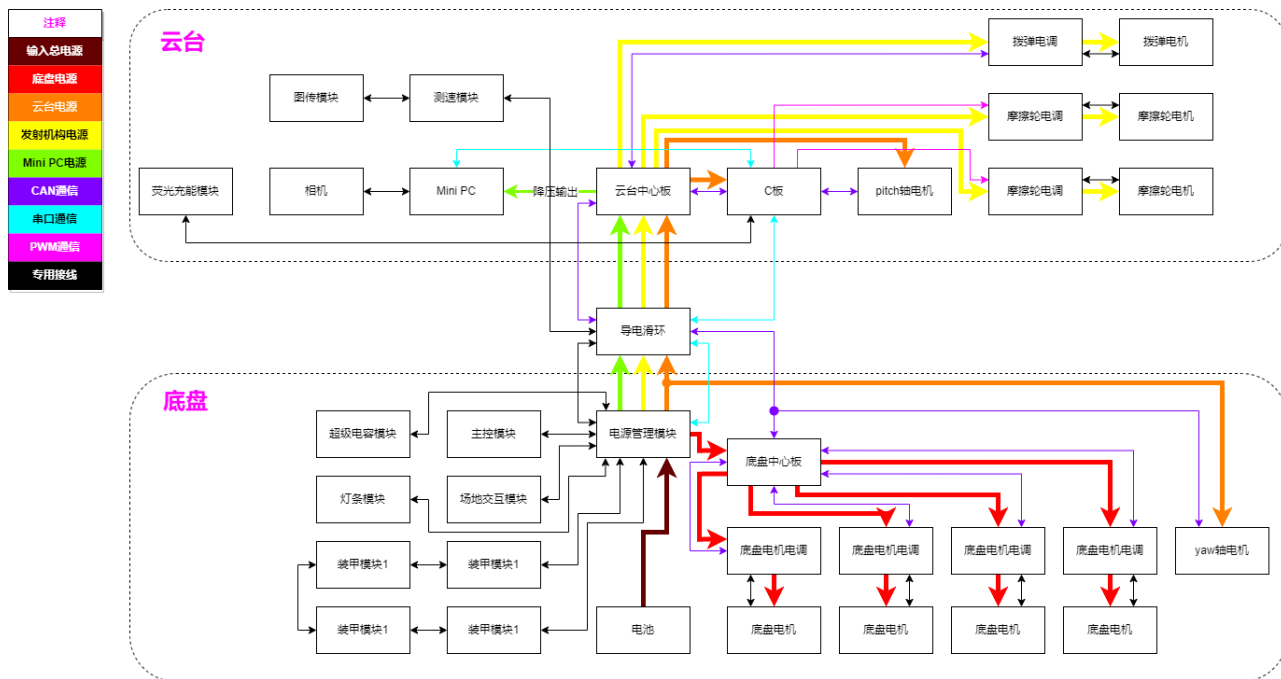 注释
输入总电源
底盘电源
云台电源
发射机构电源
Mini PC电源
CAN通信
串口通信
PWM通信
专用接线
云台
拨弹电调
拨弹电机
图传模块
测速模块
摩擦轮电调
摩擦轮电机
荧光充能模块
相机
Mini PC
降压输出
云台中心板
C板
pitch轴电机
摩擦轮电调
摩擦轮电机
导电滑环
底盘
超级电容模块
主控模块
电源管理模块
底盘中心板
灯条模块
场地交互模块
装甲模块1
装甲模块1
底盘电机电调
底盘电机电调
底盘电机电调
底盘电机电调
yaw轴电机
装甲模块1
装甲模块1
电池
底盘电机
底盘电机
底盘电机
底盘电机